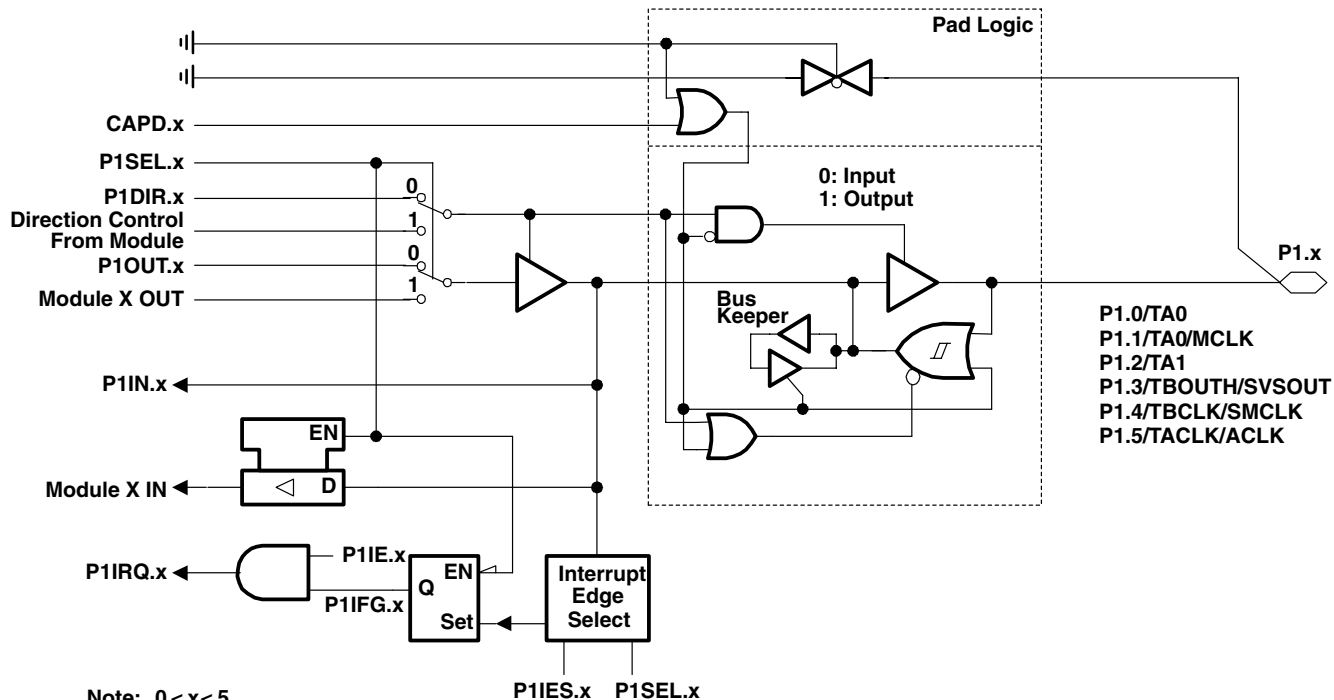 Pad Logic
CAPD.x
P1SEL.x
P1DIR.x
0
Direction Control
From Module
1
P1OUT.x
0
Module X OUT
1
0: Input
1: Output
P1.x
Bus
Keeper
P1.0/TA0
P1.1/TA0/MCLK
P1.2/TA1
P1.3/TBOUTH/SVSOUT
P1.4/TBCLK/SMCLK
P1.5/TACLK/ACLK
P1IN.x
EN
Module X IN
D
P1IRQ.x
P1IE.x
P1IFG.x
EN
Q
Set
Interrupt
Edge
Select
P1IES.x
P1SEL.x